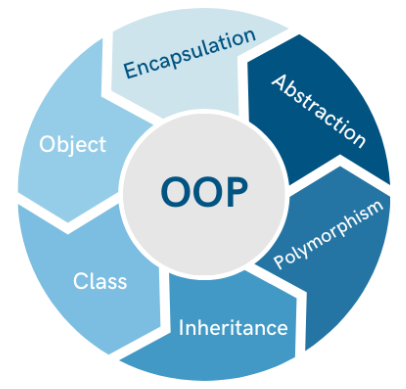 Encapsulation
Abstraction
Polymorphism
Inheritance
Class
Object
OOP